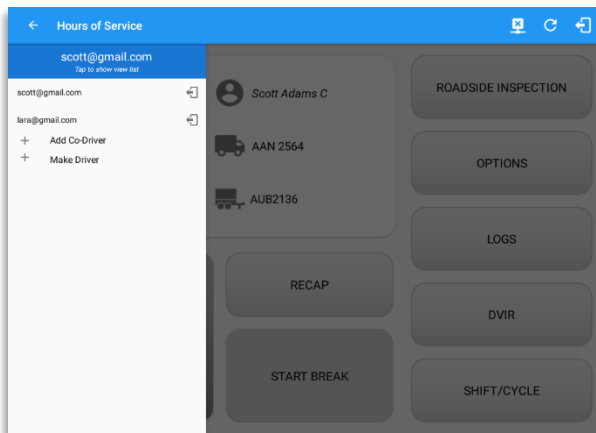 Hours of Service
scott@gmail.com
Tap to show view list
scott@gmail.com
lara@gmail.com
Add Co-Driver
Make Driver
Scott Adams C
AAN 2564
AUB2136
RECAP
START BREAK
ROADSIDE INSPECTION
OPTIONS
LOGS
DVIR
SHIFT/CYCLE